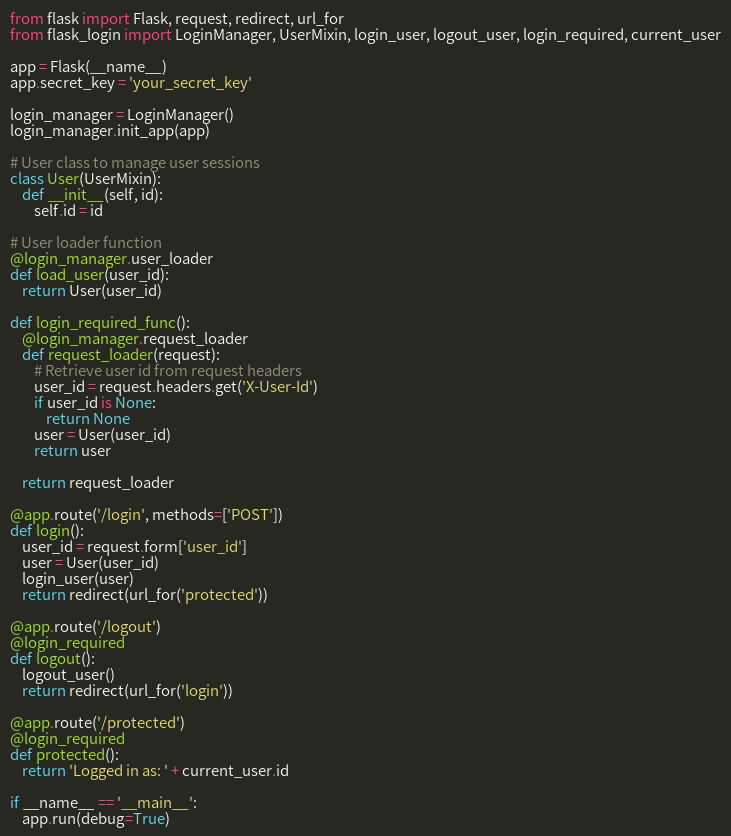 from flask import Flask, request, redirect, url_for
from flask_login import LoginManager, UserMixin, login_user, logout_user, login_required, current_user

app = Flask(__name__)
app.secret_key = 'your_secret_key'

login_manager = LoginManager()
login_manager.init_app(app)

# User class to manage user sessions
class User(UserMixin):
    def __init__(self, id):
        self.id = id

# User loader function
@login_manager.user_loader
def load_user(user_id):
    return User(user_id)

def login_required_func():
    @login_manager.request_loader
    def request_loader(request):
        # Retrieve user id from request headers
        user_id = request.headers.get('X-User-Id')
        if user_id is None:
            return None
        user = User(user_id)
        return user

    return request_loader

@app.route('/login', methods=['POST'])
def login():
    user_id = request.form['user_id']
    user = User(user_id)
    login_user(user)
    return redirect(url_for('protected'))

@app.route('/logout')
@login_required
def logout():
    logout_user()
    return redirect(url_for('login'))

@app.route('/protected')
@login_required
def protected():
    return 'Logged in as: ' + current_user.id

if __name__ == '__main__':
    app.run(debug=True)